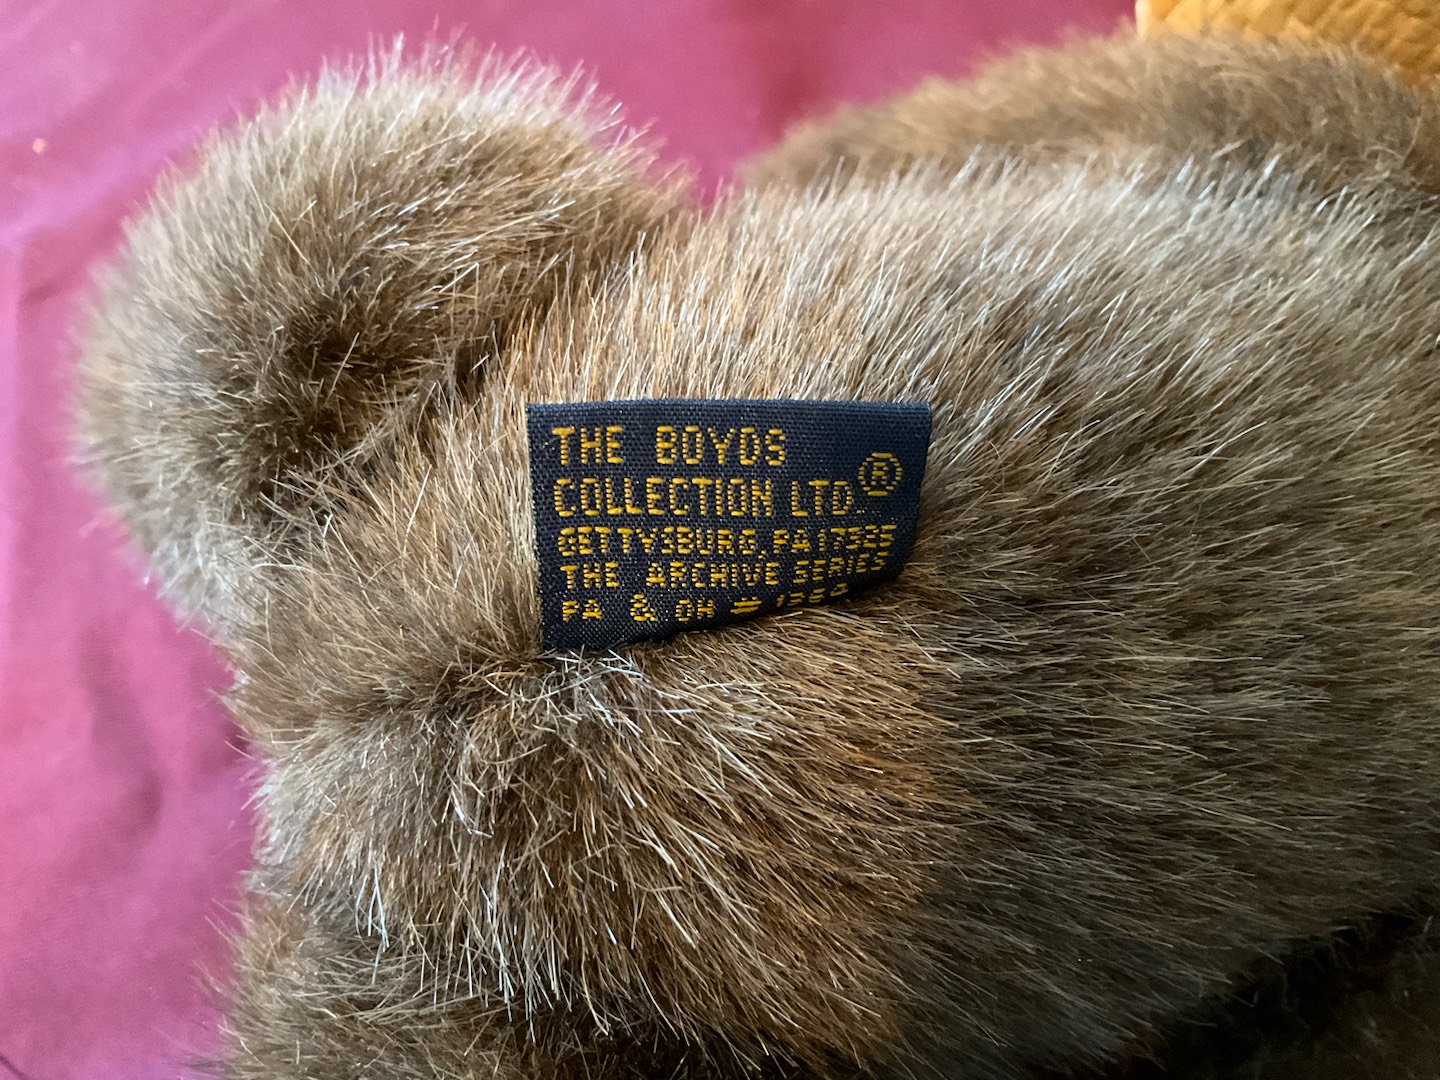 THE BOYDS
COLLECTION LTD. ®
GETTYSBURG, PA 17325
THE ARCHIVE SERIES
PA & OH #